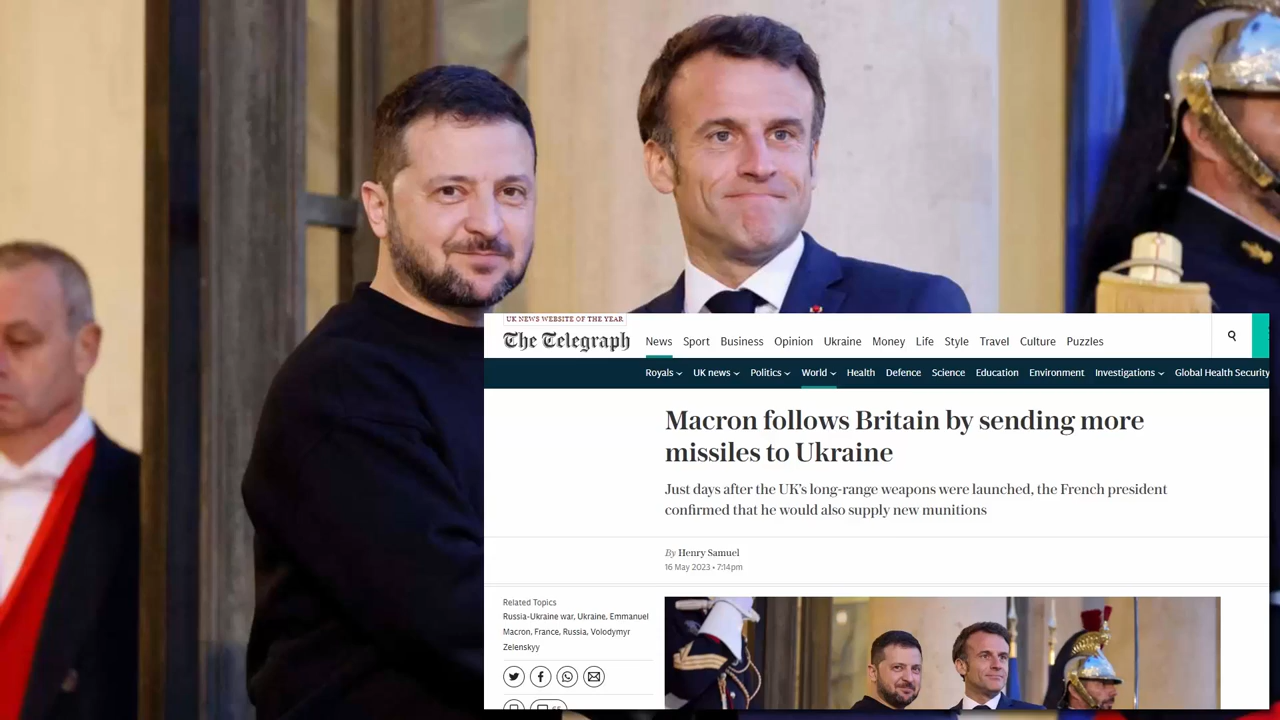 UK NEWS WEBSITE OF THE YEAR
The Telegraph
News Sport Business Opinion Ukraine Money Life Style Travel Culture Puzzles
Royals UK news Politics World Health Defence Science Education Environment Investigations Global Health Security
Macron follows Britain by sending more
missiles to Ukraine
Just days after the UK's long-range weapons were launched, the French president
confirmed that he would also supply new munitions
By Henry Samuel
16 May 2023 • 7:14pm
Related Topics
Russia-Ukraine war, Ukraine, Emmanuel
Macron, France, Russia, Volodymyr
Zelenskyy